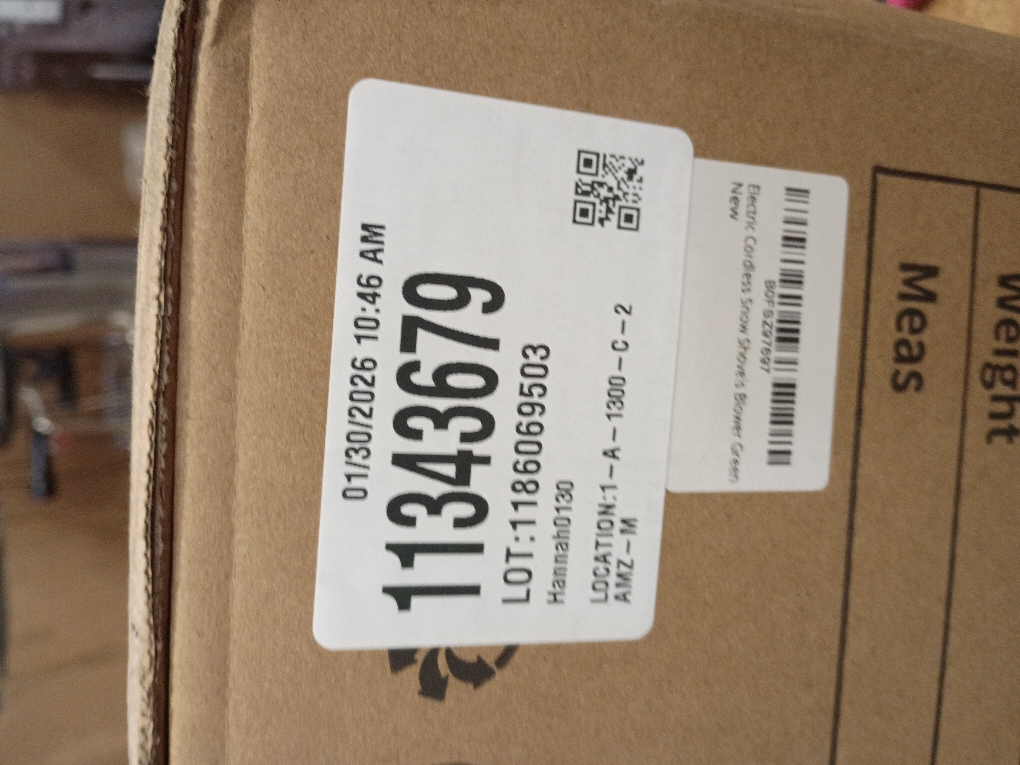 01/30/2026 10:46 AM
11343679
LOT:1186069503
Hannah0130
LOCATION:1-A-1300-C-2
AMZ-M
Electric Cordless Snow Shovels Blower Green
New
Meas
Weight